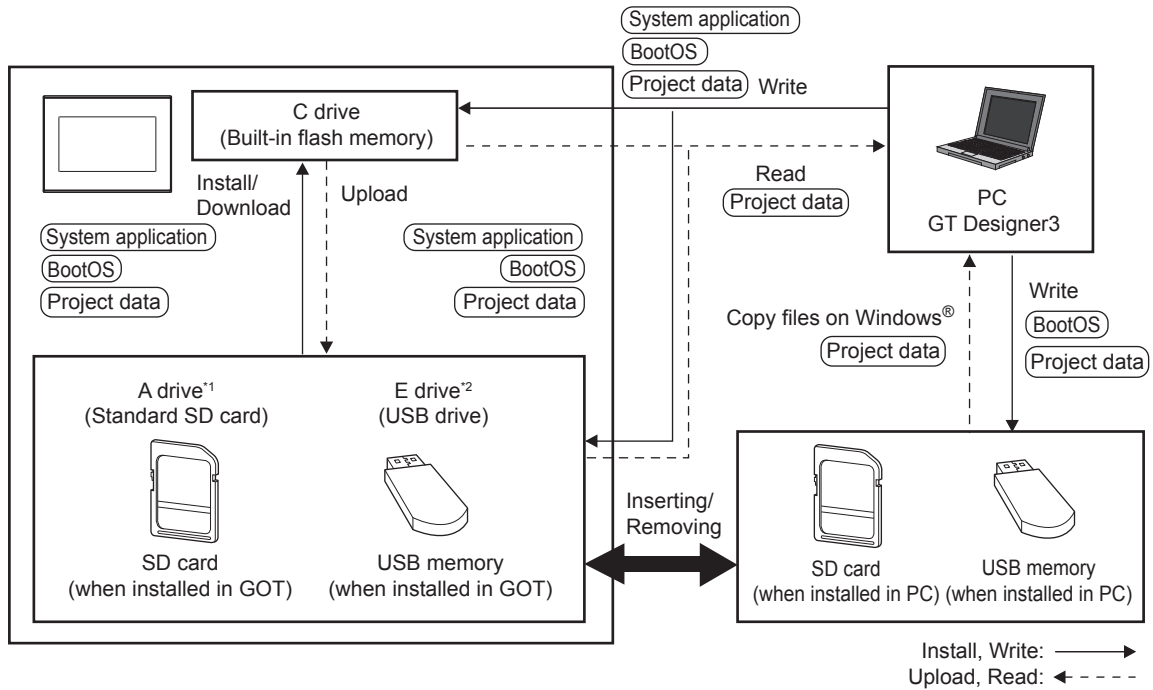 System application
BootOS
Project data
Write
C drive
(Built-in flash memory)
Install/
Download
Upload
Read
Project data
PC
GT Designer3
System application
BootOS
Project data
System application
BootOS
Project data
Copy files on Windows®
Project data
Write
BootOS
Project data
A drive*1
(Standard SD card)
E drive*2
(USB drive)
SD card
(when installed in GOT)
USB memory
(when installed in GOT)
Inserting/
Removing
SD card
(when installed in PC)
USB memory
(when installed in PC)
Install, Write:
Upload, Read: